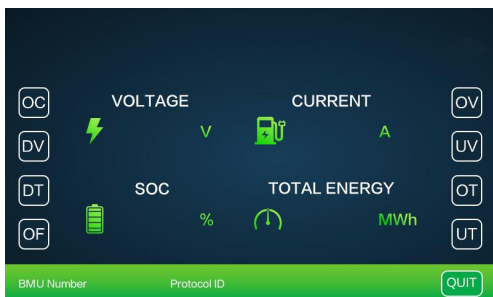 OC
VOLTAGE
CURRENT
OV
V
A
DV
UV
DT
SOC
TOTAL ENERGY
OT
%
MWh
OF
UT
BMU Number
Protocol ID
QUIT